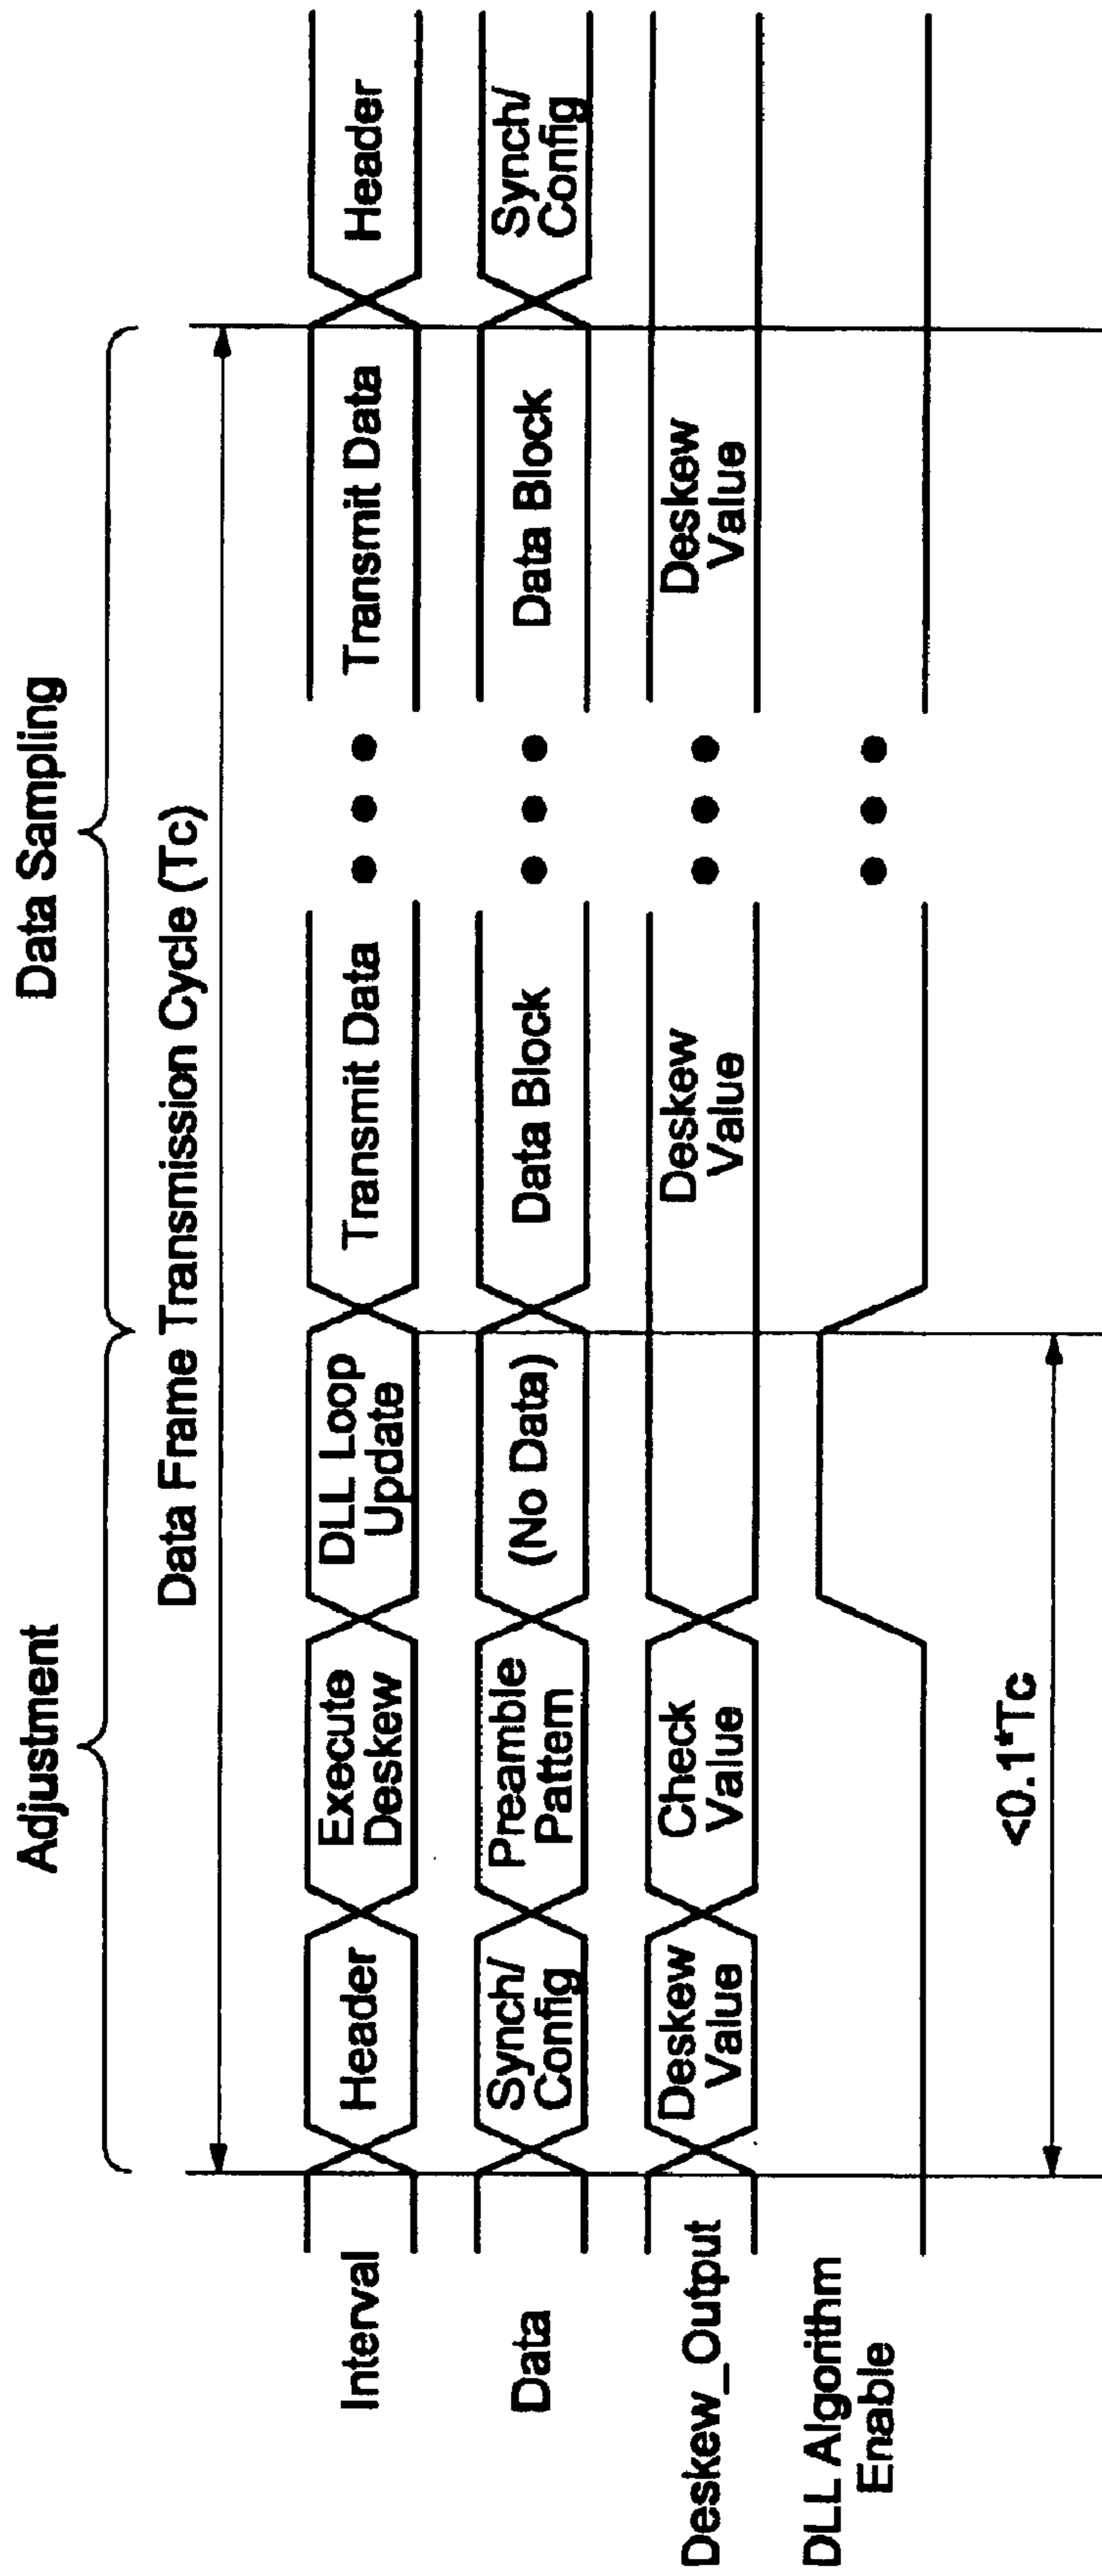 Adjustment
Data Sampling
Data Frame Transmission Cycle (Tc)
Interval
Header
Execute
Deskew
DLL Loop
Update
Transmit Data
Transmit Data
Header
Data
Synch/
Config
Preamble
Pattern
(No Data)
Data Block
Data Block
Synch/
Config
Deskew_Output
Deskew
Value
Check
Value
Deskew
Value
Deskew
Value
DLL Algorithm
Enable
<0.1*Tc